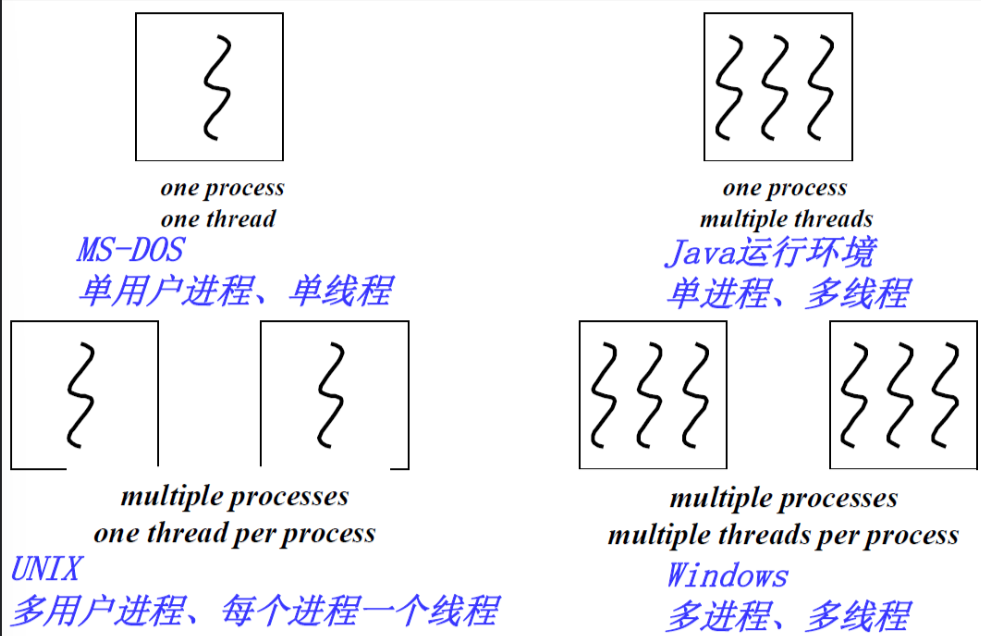 one process
one thread
MS-DOS
单用户进程、单线程
one process
multiple threads
Java运行环境
单进程、多线程
multiple processes
one thread per process
UNIX
多用户进程、每个进程一个线程
multiple processes
multiple threads per process
Windows
多进程、多线程